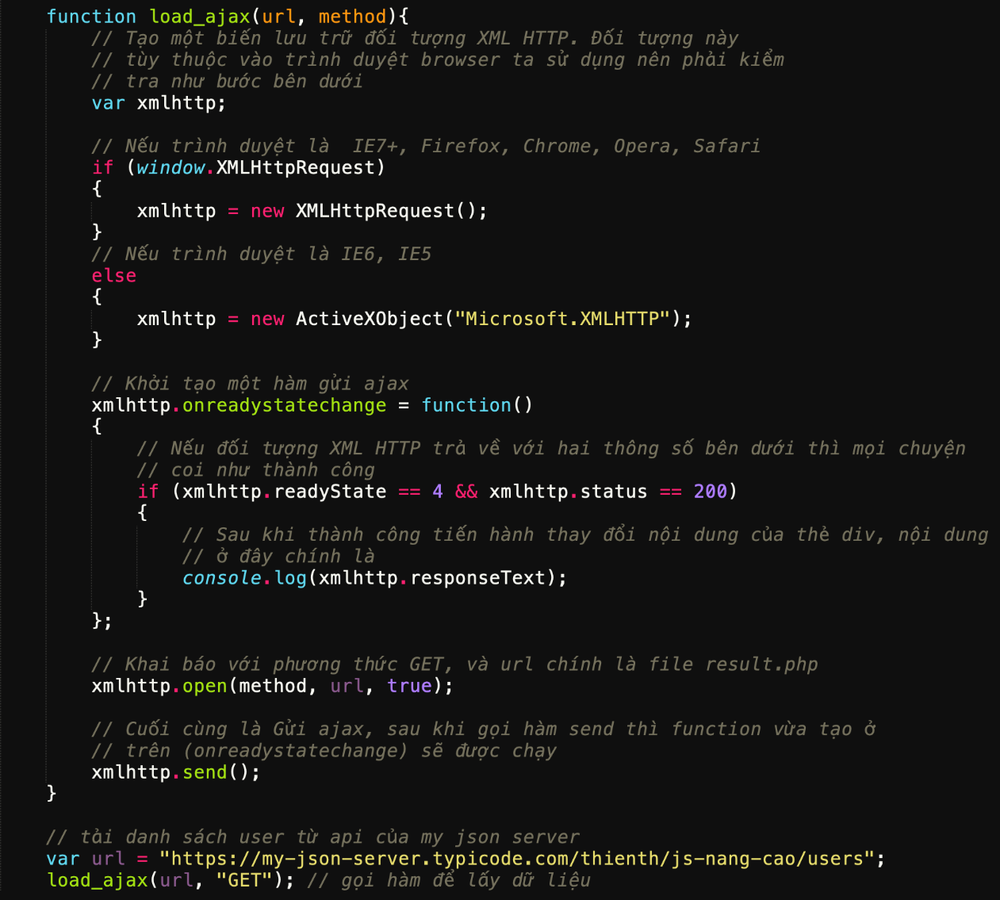 function load_ajax(url, method){
// Tạo một biến lưu trữ đối tượng XML HTTP. Đối tượng này
// tùy thuộc vào trình duyệt browser ta sử dụng nên phải kiểm
// tra như bước bên dưới
var xmlhttp;
// Nếu trình duyệt là  IE7+, Firefox, Chrome, Opera, Safari
if (window.XMLHttpRequest)
{
xmlhttp = new XMLHttpRequest();
}
// Nếu trình duyệt là IE6, IE5
else
{
xmlhttp = new ActiveXObject("Microsoft.XMLHTTP");
}
// Khởi tạo một hàm gửi ajax
xmlhttp.onreadystatechange = function()
{
// Nếu đối tượng XML HTTP trả về với hai thông số bên dưới thì mọi chuyện
// coi như thành công
if (xmlhttp.readyState == 4 && xmlhttp.status == 200)
{
// Sau khi thành công tiến hành thay đổi nội dung của thẻ div, nội dung
// ở đây chính là
console.log(xmlhttp.responseText);
}
};
// Khai báo với phương thức GET, và url chính là file result.php
xmlhttp.open(method, url, true);
// Cuối cùng là Gửi ajax, sau khi gọi hàm send thì function vừa tạo ở
// trên (onreadystatechange) sẽ được chạy
xmlhttp.send();
}
// tải danh sách user từ api của my json server
var url = "https://my-json-server.typicode.com/thienth/js-nang-cao/users";
load_ajax(url, "GET"); // gọi hàm để lấy dữ liệu